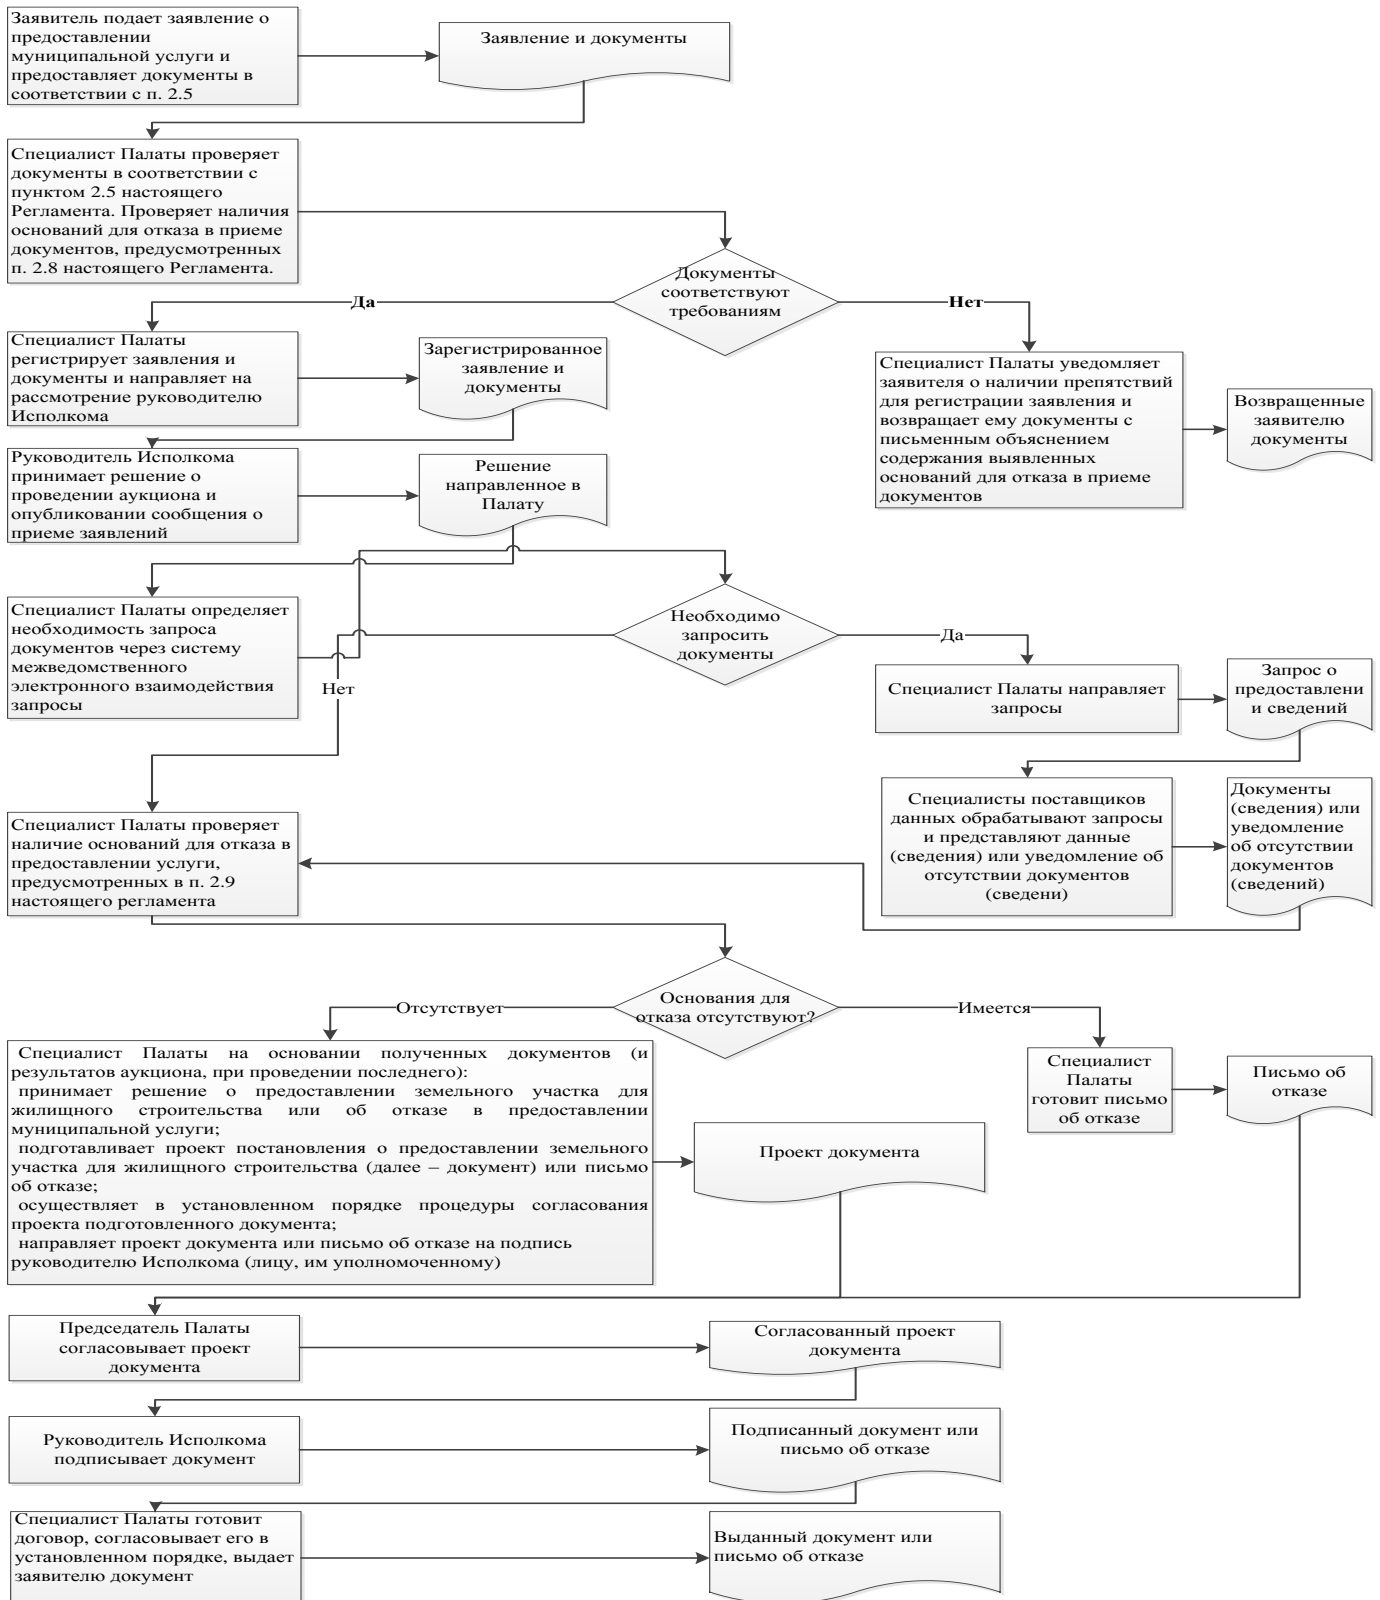 Заявитель подает заявление о
предоставлении
муниципальной услуги и
предоставляет документы в
соответствии с п. 2.5
Заявление и документы
Специалист Палаты проверяет
документы в соответствии с
пунктом 2.5 настоящего
Регламента. Проверяет наличия
оснований для отказа в приеме
документов, предусмотренных
п. 2.8 настоящего Регламента.
Документы
соответствуют
требованиям
Да
Нет
Специалист Палаты
регистрирует заявления и
документы и направляет на
рассмотрение руководителю
Исполкома
Зарегистрированное
заявление и
документы
Специалист Палаты уведомляет
заявителя о наличии препятствий
для регистрации заявления и
возвращает ему документы с
письменным объяснением
содержания выявленных
оснований для отказа в приеме
документов
Возвращенные
заявителю
документы
Руководитель Исполкома
принимает решение о
проведении аукциона и
опубликовании сообщения о
приеме заявлений
Решение
направленное в
Палату
Специалист Палаты определяет
необходимость запроса
документов через систему
межведомственного
электронного взаимодействия
запросы
Необходимо
запросить
документы
Да
Нет
Специалист Палаты направляет
запросы
Запрос о
предоставлени
и сведений
Специалисты поставщиков
данных обрабатывают запросы
и представляют данные
(сведения) или уведомление об
отсутствии документов
(сведени)
Документы
(сведения) или
уведомление
об отсутствии
документов
(сведений)
Специалист Палаты проверяет
наличие оснований для отказа в
предоставлении услуги,
предусмотренных в п. 2.9
настоящего регламента
Основания для
отказа отсутствуют?
Отсутствует
Имеется
Специалист Палаты на основании полученных документов (и
результатов аукциона, при проведении последнего):
принимает решение о предоставлении земельного участка для
жилищного строительства или об отказе в предоставлении
муниципальной услуги;
подготавливает проект постановления о предоставлении земельного
участка для жилищного строительства (далее – документ) или письмо
об отказе;
осуществляет в установленном порядке процедуры согласования
проекта подготовленного документа;
направляет проект документа или письмо об отказе на подпись
руководителю Исполкома (лицу, им уполномоченному)
Проект документа
Специалист
Палаты
готовит письмо
об отказе
Письмо об
отказе
Председатель Палаты
согласовывает проект
документа
Согласованный проект
документа
Руководитель Исполкома
подписывает документ
Подписанный документ или
письмо об отказе
Специалист Палаты готовит
договор, согласовывает его в
установленном порядке, выдает
заявителю документ
Выданный документ или
письмо об отказе